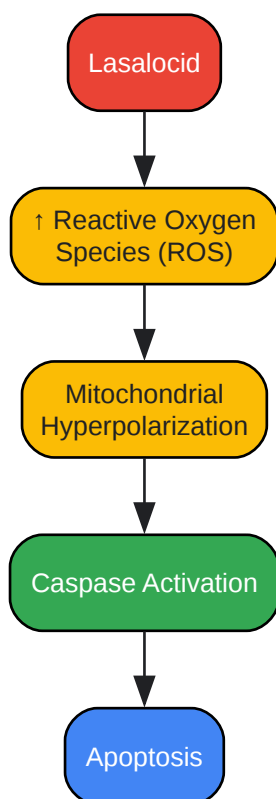 Lasalocid
↑ Reactive Oxygen
Species (ROS)
Mitochondrial
Hyperpolarization
Caspase Activation
Apoptosis